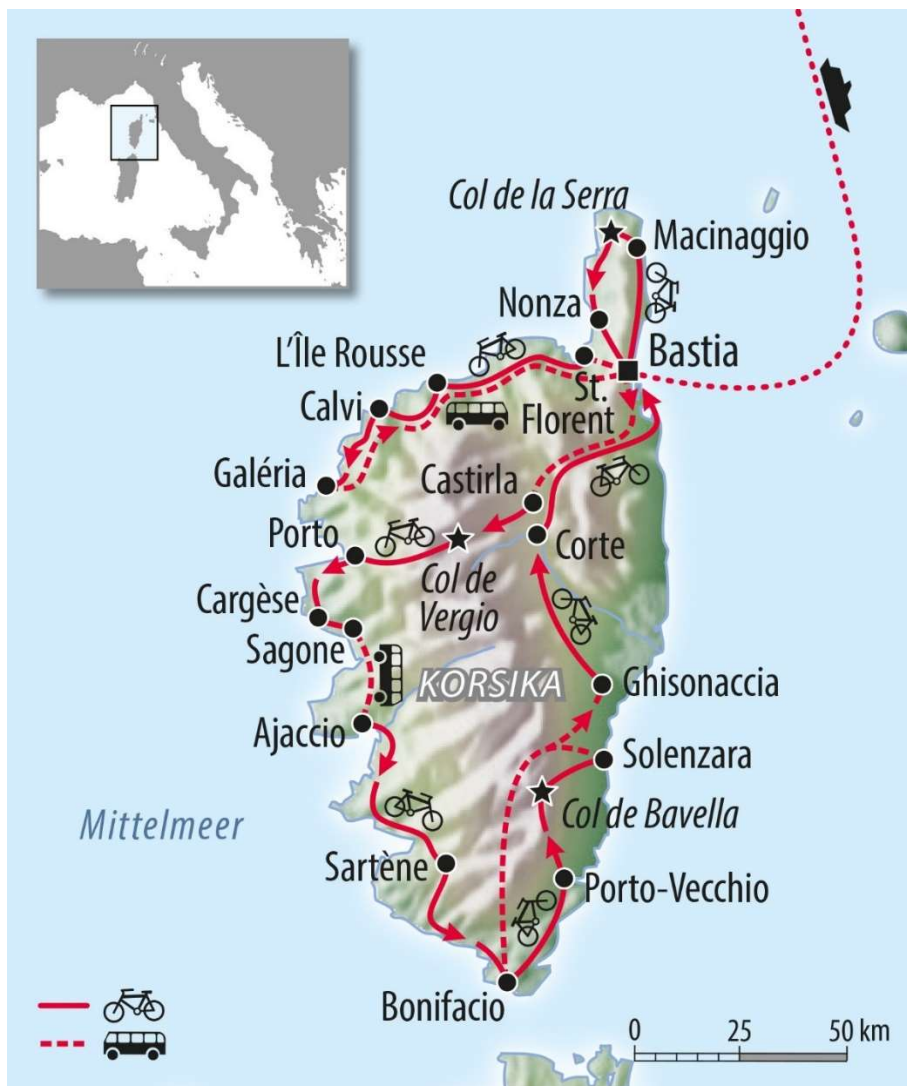 Col de la Serra
Macinaggio
Nonza
L'Île Rousse
Bastia
St.
Florent
Calvi
Galéria
Castirla
Porto
Corte
Col de
Vergio
Cargèse
Sagone
KORSIKA
Ghisonaccia
Ajaccio
Solenzara
Mittelmeer
Col de Bavella
Sartène
Porto-Vecchio
Bonifacio
0 25 50 km